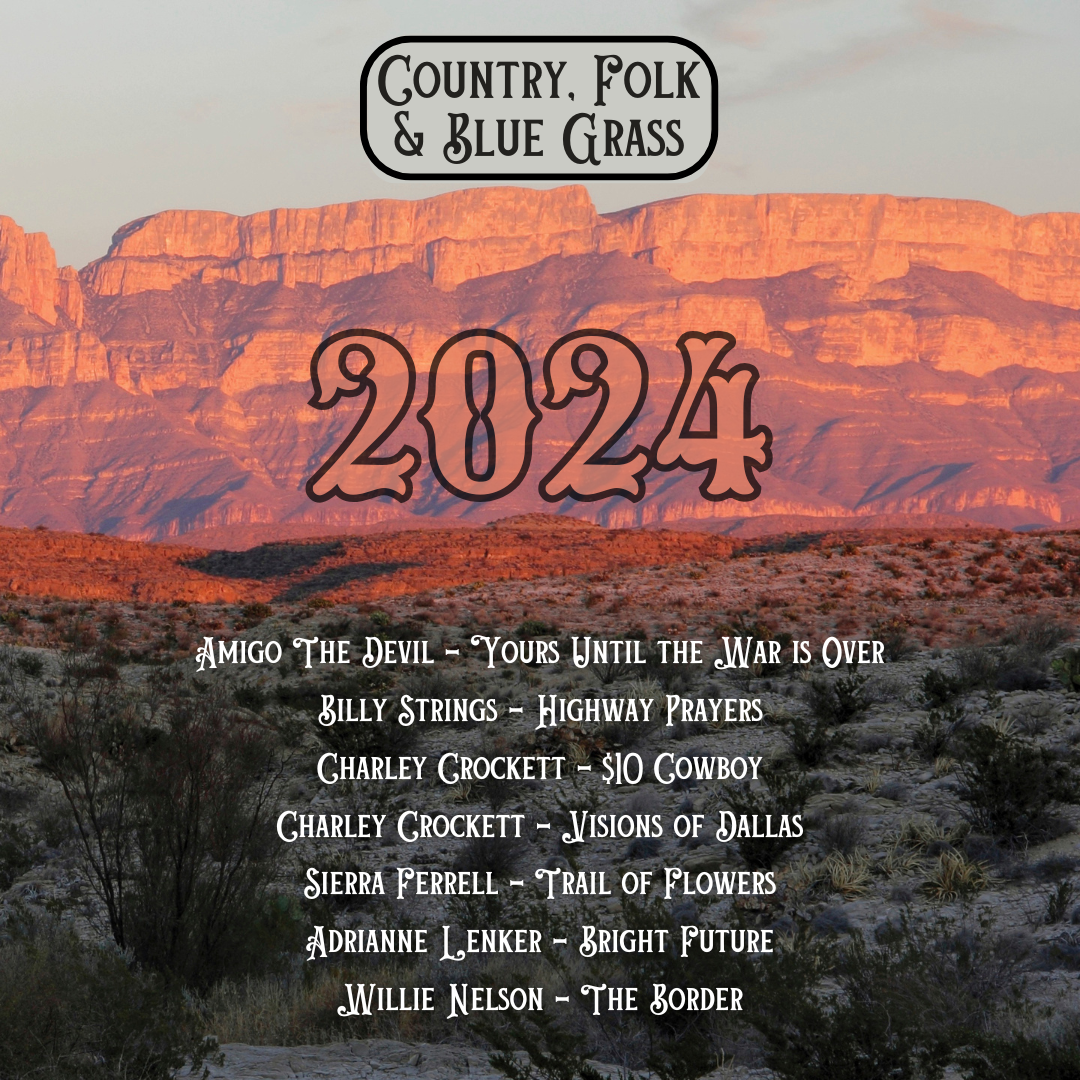 Country, Folk
& Blue Grass
2024
Amigo The Devil - Yours Until the War is Over
Billy Strings - Highway Prayers
Charley Crockett - $10 Cowboy
Charley Crockett - Visions of Dallas
Sierra Ferrell - Trail of Flowers
Adrianne Lenker - Bright Future
Willie Nelson - The Border